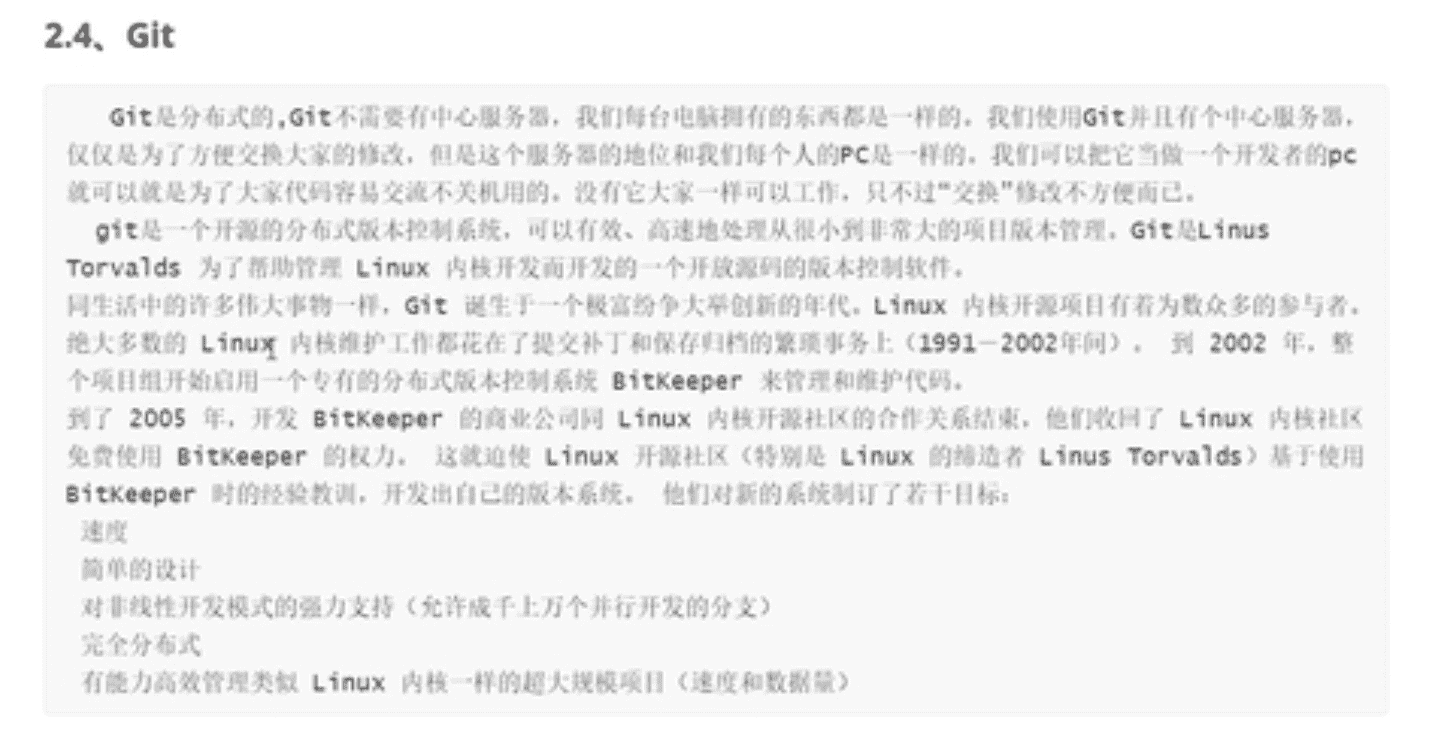 2.4、Git
Git是分布式的,Git不需要有中心服务器，我们每台电脑拥有的东西都是一样的。我们使用Git并且有个中心服务器，
仅仅是为了方便交换大家的修改，但是这个服务器的地位和我们每个人的PC是一样的。我们可以把它当做一个开发者的pc
就可以就是为了大家代码容易交流不关机用的。没有它大家一样可以工作，只不过“交换”修改不方便而已。
git是一个开源的分布式版本控制系统，可以有效、高速地处理从很小到非常大的项目版本管理。Git是Linus
Torvalds 为了帮助管理 Linux 内核开发而开发的一个开放源码的版本控制软件。
同生活中的许多伟大事物一样，Git 诞生于一个极富纷争大举创新的年代。Linux 内核开源项目有着为数众多的参与者。
绝大多数的 Linux 内核维护工作都花在了提交补丁和保存归档的繁琐事务上（1991－2002年间）。 到 2002 年，整
个项目组开始启用一个专有的分布式版本控制系统 BitKeeper 来管理和维护代码。
到了 2005 年，开发 BitKeeper 的商业公司同 Linux 内核开源社区的合作关系结束，他们收回了 Linux 内核社区
免费使用 BitKeeper 的权力。 这就迫使 Linux 开源社区（特别是 Linux 的缔造者 Linus Torvalds）基于使用
BitKeeper 时的经验教训，开发出自己的版本系统。 他们对新的系统制订了若干目标：
速度
简单的设计
对非线性开发模式的强力支持（允许成千上万个并行开发的分支）
完全分布式
有能力高效管理类似 Linux 内核一样的超大规模项目（速度和数据量）